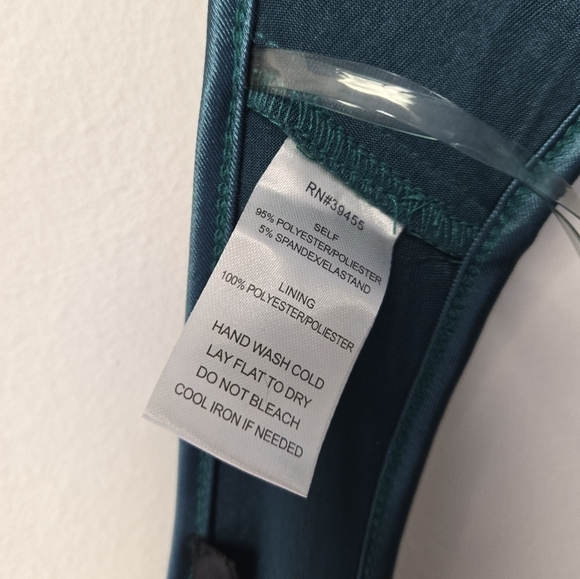 RN#39455
SELF
95% POLYESTER/POLIESTER
5% SPANDEX/ELASTAND
LINING
100% POLYESTER/POLIESTER
HAND WASH COLD
LAY FLAT TO DRY
DO NOT BLEACH
COOL IRON IF NEEDED